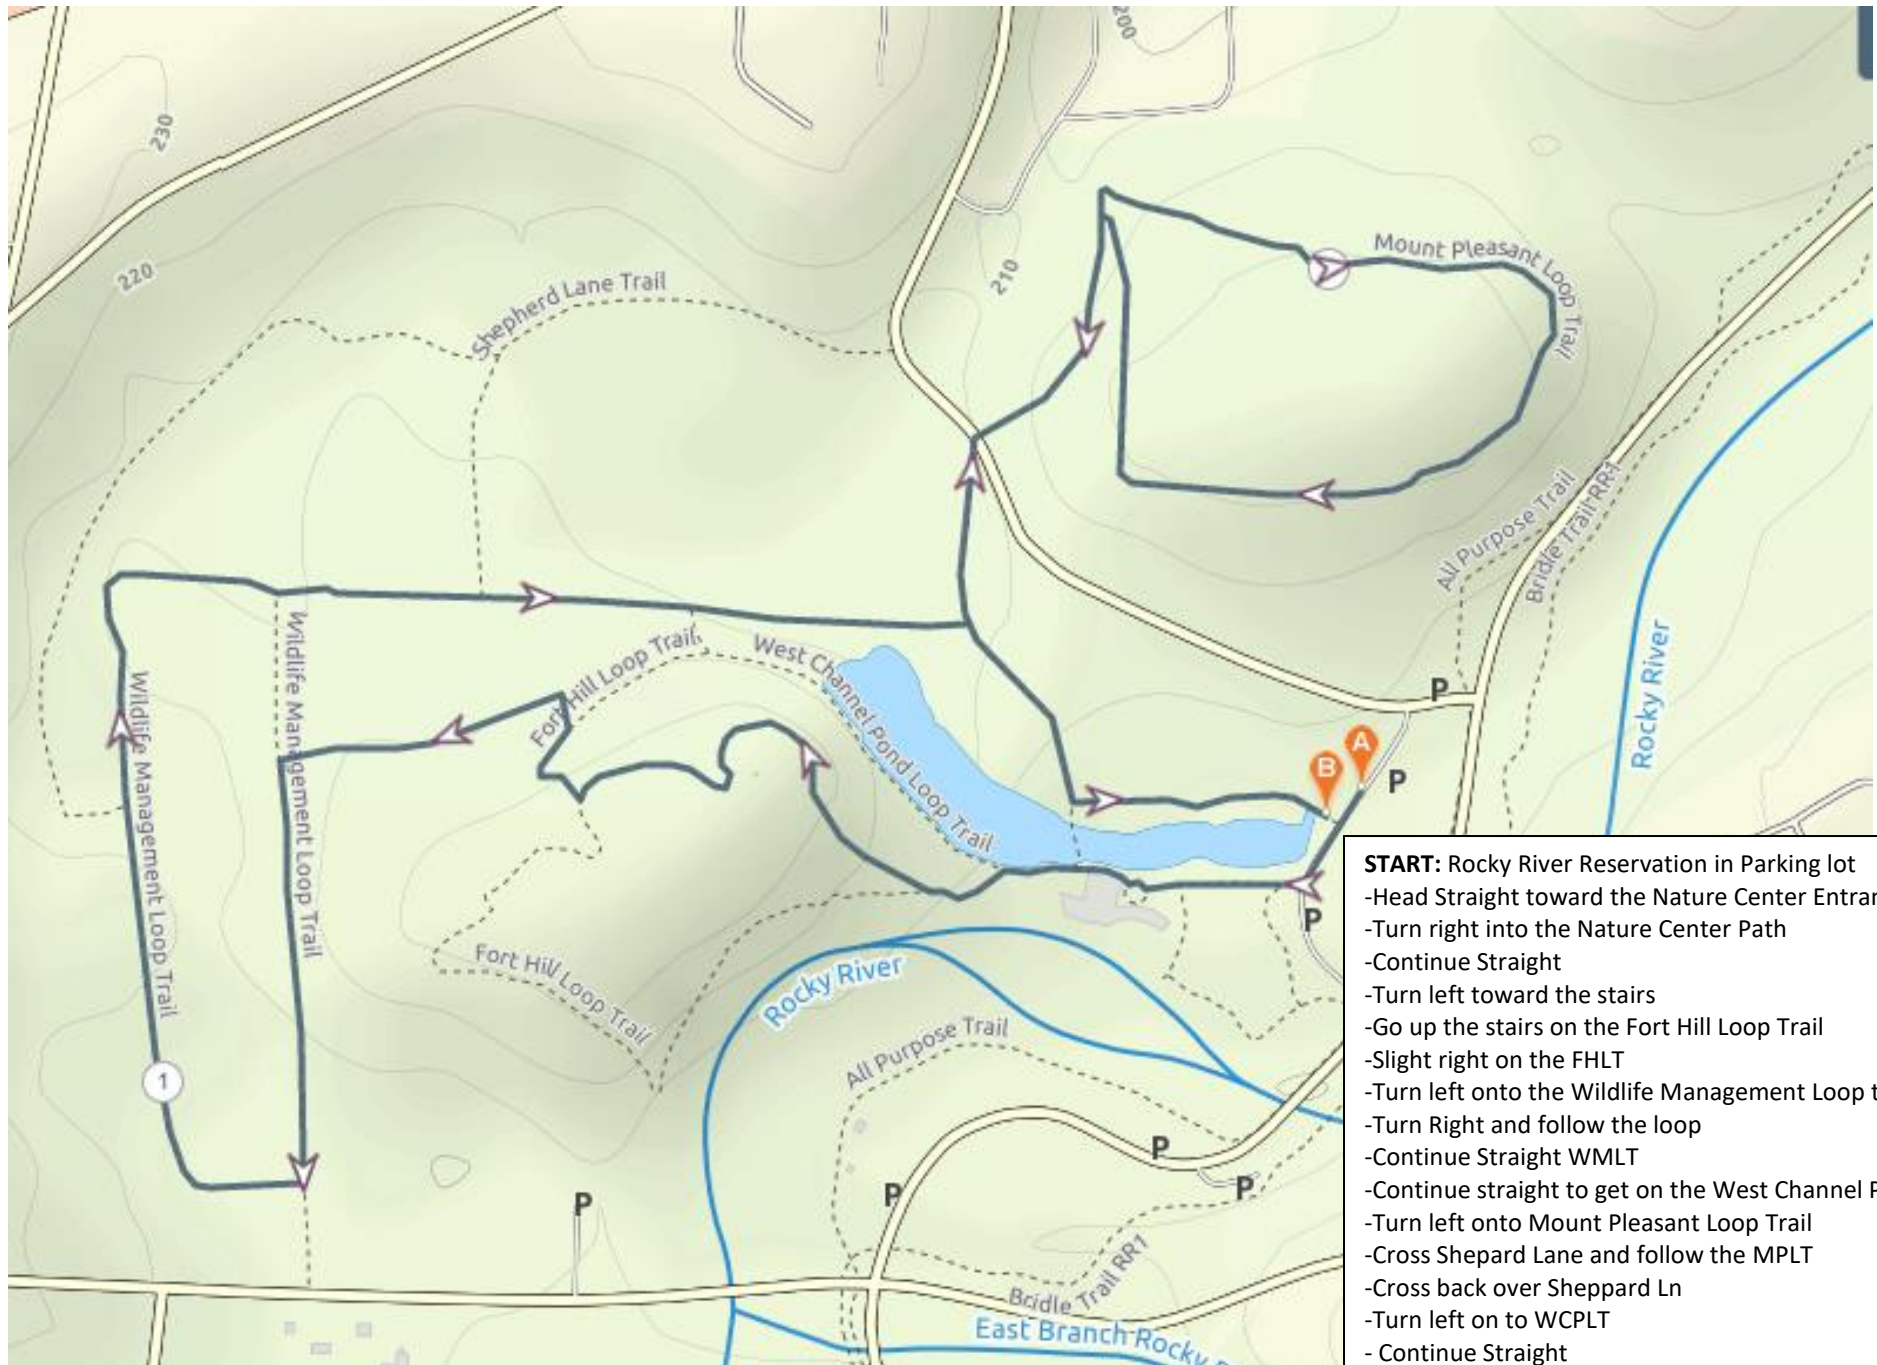 200
230
220
210
Shepherd Lane Trail
Mount Pleasant Loop Trail
All Purpose Trail
Bridle Trail RR1
Rocky River
Wildlife Management Loop Trail
Wildlife Management Loop Trail
Fort Hill Loop Trail
West Channel Pond Loop Trail
P
A
B
P
P
Fort Hill Loop Trail
Rocky River
All Purpose Trail
1
P
P
P
P
Bridle Trail RR1
East Branch Rocky
START: Rocky River Reservation in Parking lot
-Head Straight toward the Nature Center Entran
-Turn right into the Nature Center Path
-Continue Straight
-Turn left toward the stairs
-Go up the stairs on the Fort Hill Loop Trail
-Slight right on the FHLT
-Turn left onto the Wildlife Management Loop t
-Turn Right and follow the loop
-Continue Straight WMLT
-Continue straight to get on the West Channel P
-Turn left onto Mount Pleasant Loop Trail
-Cross Shepard Lane and follow the MPLT
-Cross back over Sheppard Ln
-Turn left on to WCPLT
- Continue Straight